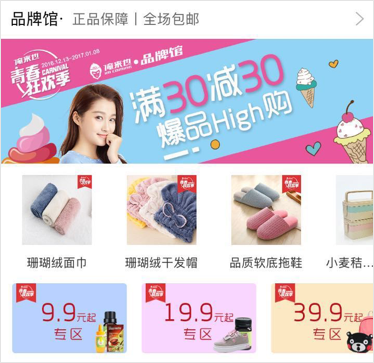 品牌馆· 正品保障丨全场包邮
淘来巴 2016.12.13-2017.01.08
青春 CARNIVAL
狂欢季
淘来巴·品牌馆
满30减30
爆品High购
珊瑚绒面巾
珊瑚绒干发帽
品质软底拖鞋
小麦秸...
9.9元起
专区
19.9元起
专区
39.9元起
专区